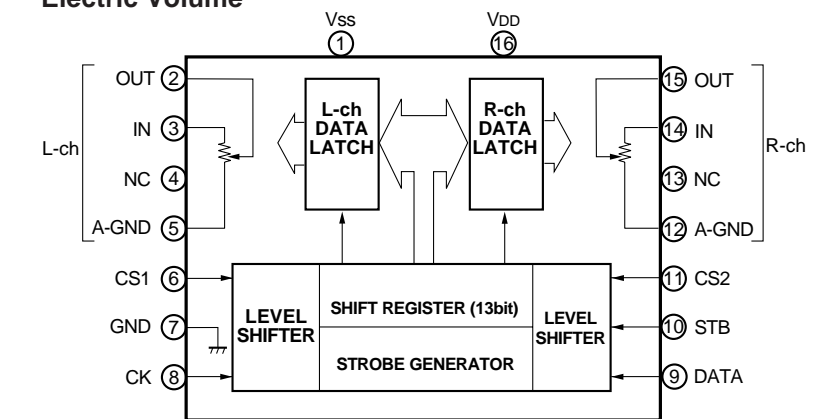 Electric Volume
Vss
VDD
1
16
OUT 2
15 OUT
L-ch
DATA
LATCH
R-ch
DATA
LATCH
IN 3
14 IN
L-ch
R-ch
NC 4
13 NC
A-GND 5
12 A-GND
CS1 6
11 CS2
LEVEL
SHIFTER
SHIFT REGISTER (13bit)
LEVEL
SHIFTER
GND 7
10 STB
STROBE GENERATOR
CK 8
9 DATA